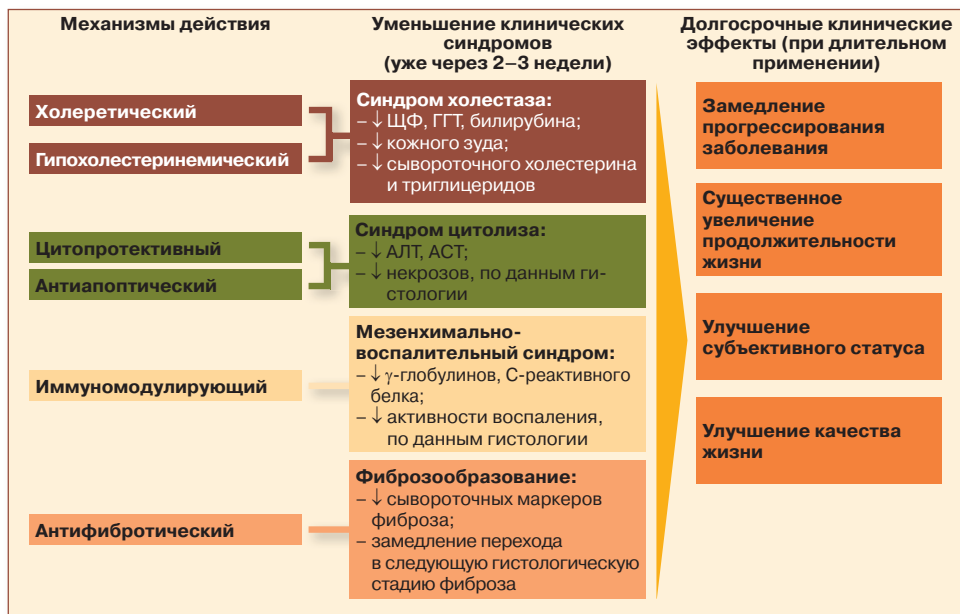 Механизмы действия
Уменьшение клинических
синдромов
(уже через 2–3 недели)
Долгосрочные клинические
эффекты (при длительном
применении)
Холеретический
Гипохолестеринемический
Синдром холестаза:
– ↓ ЩФ, ГГТ, билирубина;
– ↓ кожного зуда;
– ↓ сывороточного холестерина
и триглицеридов
Цитопротективный
Антиапоптический
Синдром цитолиза:
– ↓ АЛТ, АСТ;
– ↓ некрозов, по данным ги-
стологии
Иммуномодулирующий
Мезенхимально-
воспалительный синдром:
– ↓ γ-глобулинов, С-реактивного
белка;
– ↓ активности воспаления,
по данным гистологии
Антифибротический
Фиброзообразование:
– ↓ сывороточных маркеров
фиброза;
– замедление перехода
в следующую гистологическую
стадию фиброза
Замедление
прогрессирования
заболевания
Существенное
увеличение
продолжительности
жизни
Улучшение
субъективного статуса
Улучшение качества
жизни